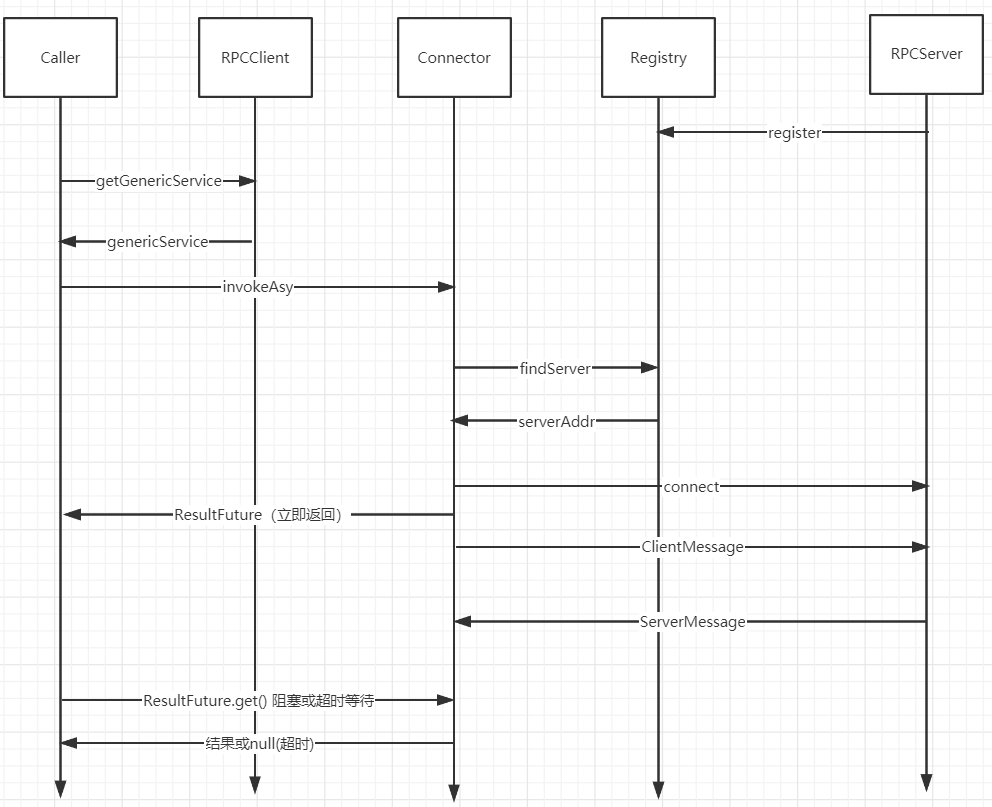 Caller
RPCClient
Connector
Registry
RPCServer
register
getGenericService
genericService
invokeAsy
findServer
serverAddr
connect
ResultFuture（立即返回）
ClientMessage
ServerMessage
ResultFuture.get() 阻塞或超时等待
结果或null(超时)